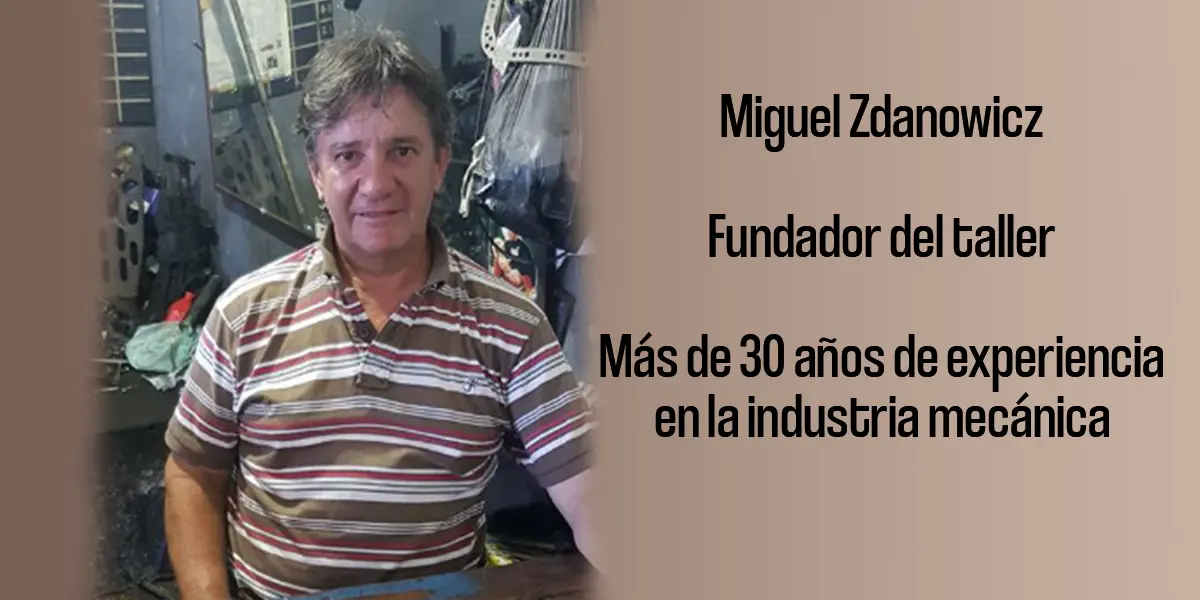 Miguel Zdanowicz
Fundador del taller
Más de 30 años de experiencia
en la industria mecánica